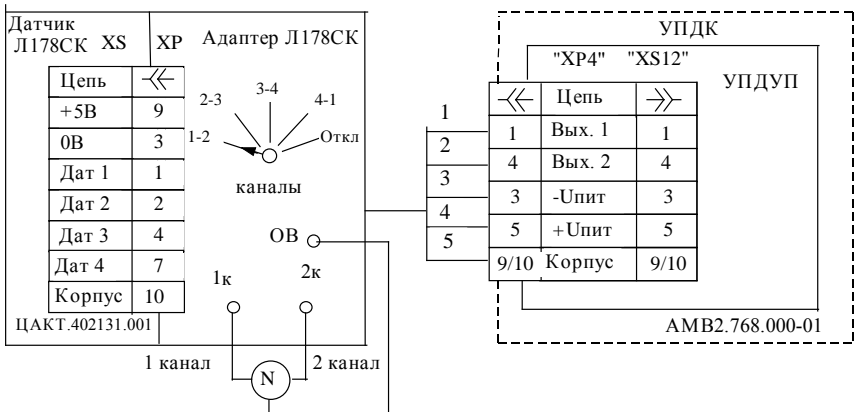 Датчик
Л178СК XS XP Адаптер Л178СК
Цепь
+5В 9
0В 3
Дат 1 1
Дат 2 2
Дат 3 4
Дат 4 7
Корпус 10
ЦАКТ.402131.001
1-2
2-3
3-4
4-1
Откл
каналы
ОВ
1к 2к
1 канал 2 канал
N
1
2
3
4
5
УПДК
"XP4" "XS12"
УПДУП
Цепь
1 Вых. 1 1
4 Вых. 2 4
3 -Uпит 3
5 +Uпит 5
9/10 Корпус 9/10
АМВ2.768.000-01